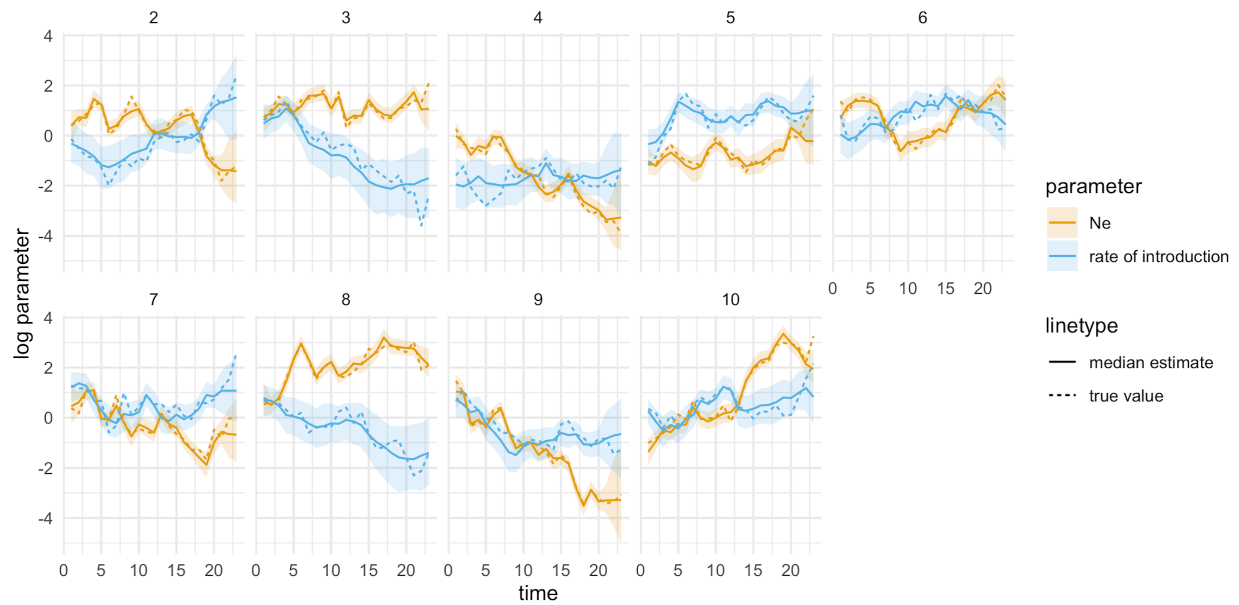 2 3 4 5 6
4
2
0
-2
-4
0 5 10 15 20
7 8 9 10
4
2
0
-2
-4
0 5 10 15 20 0 5 10 15 20 0 5 10 15 20 0 5 10 15 20
time
log parameter
parameter
Ne
rate of introduction
linetype
median estimate
true value